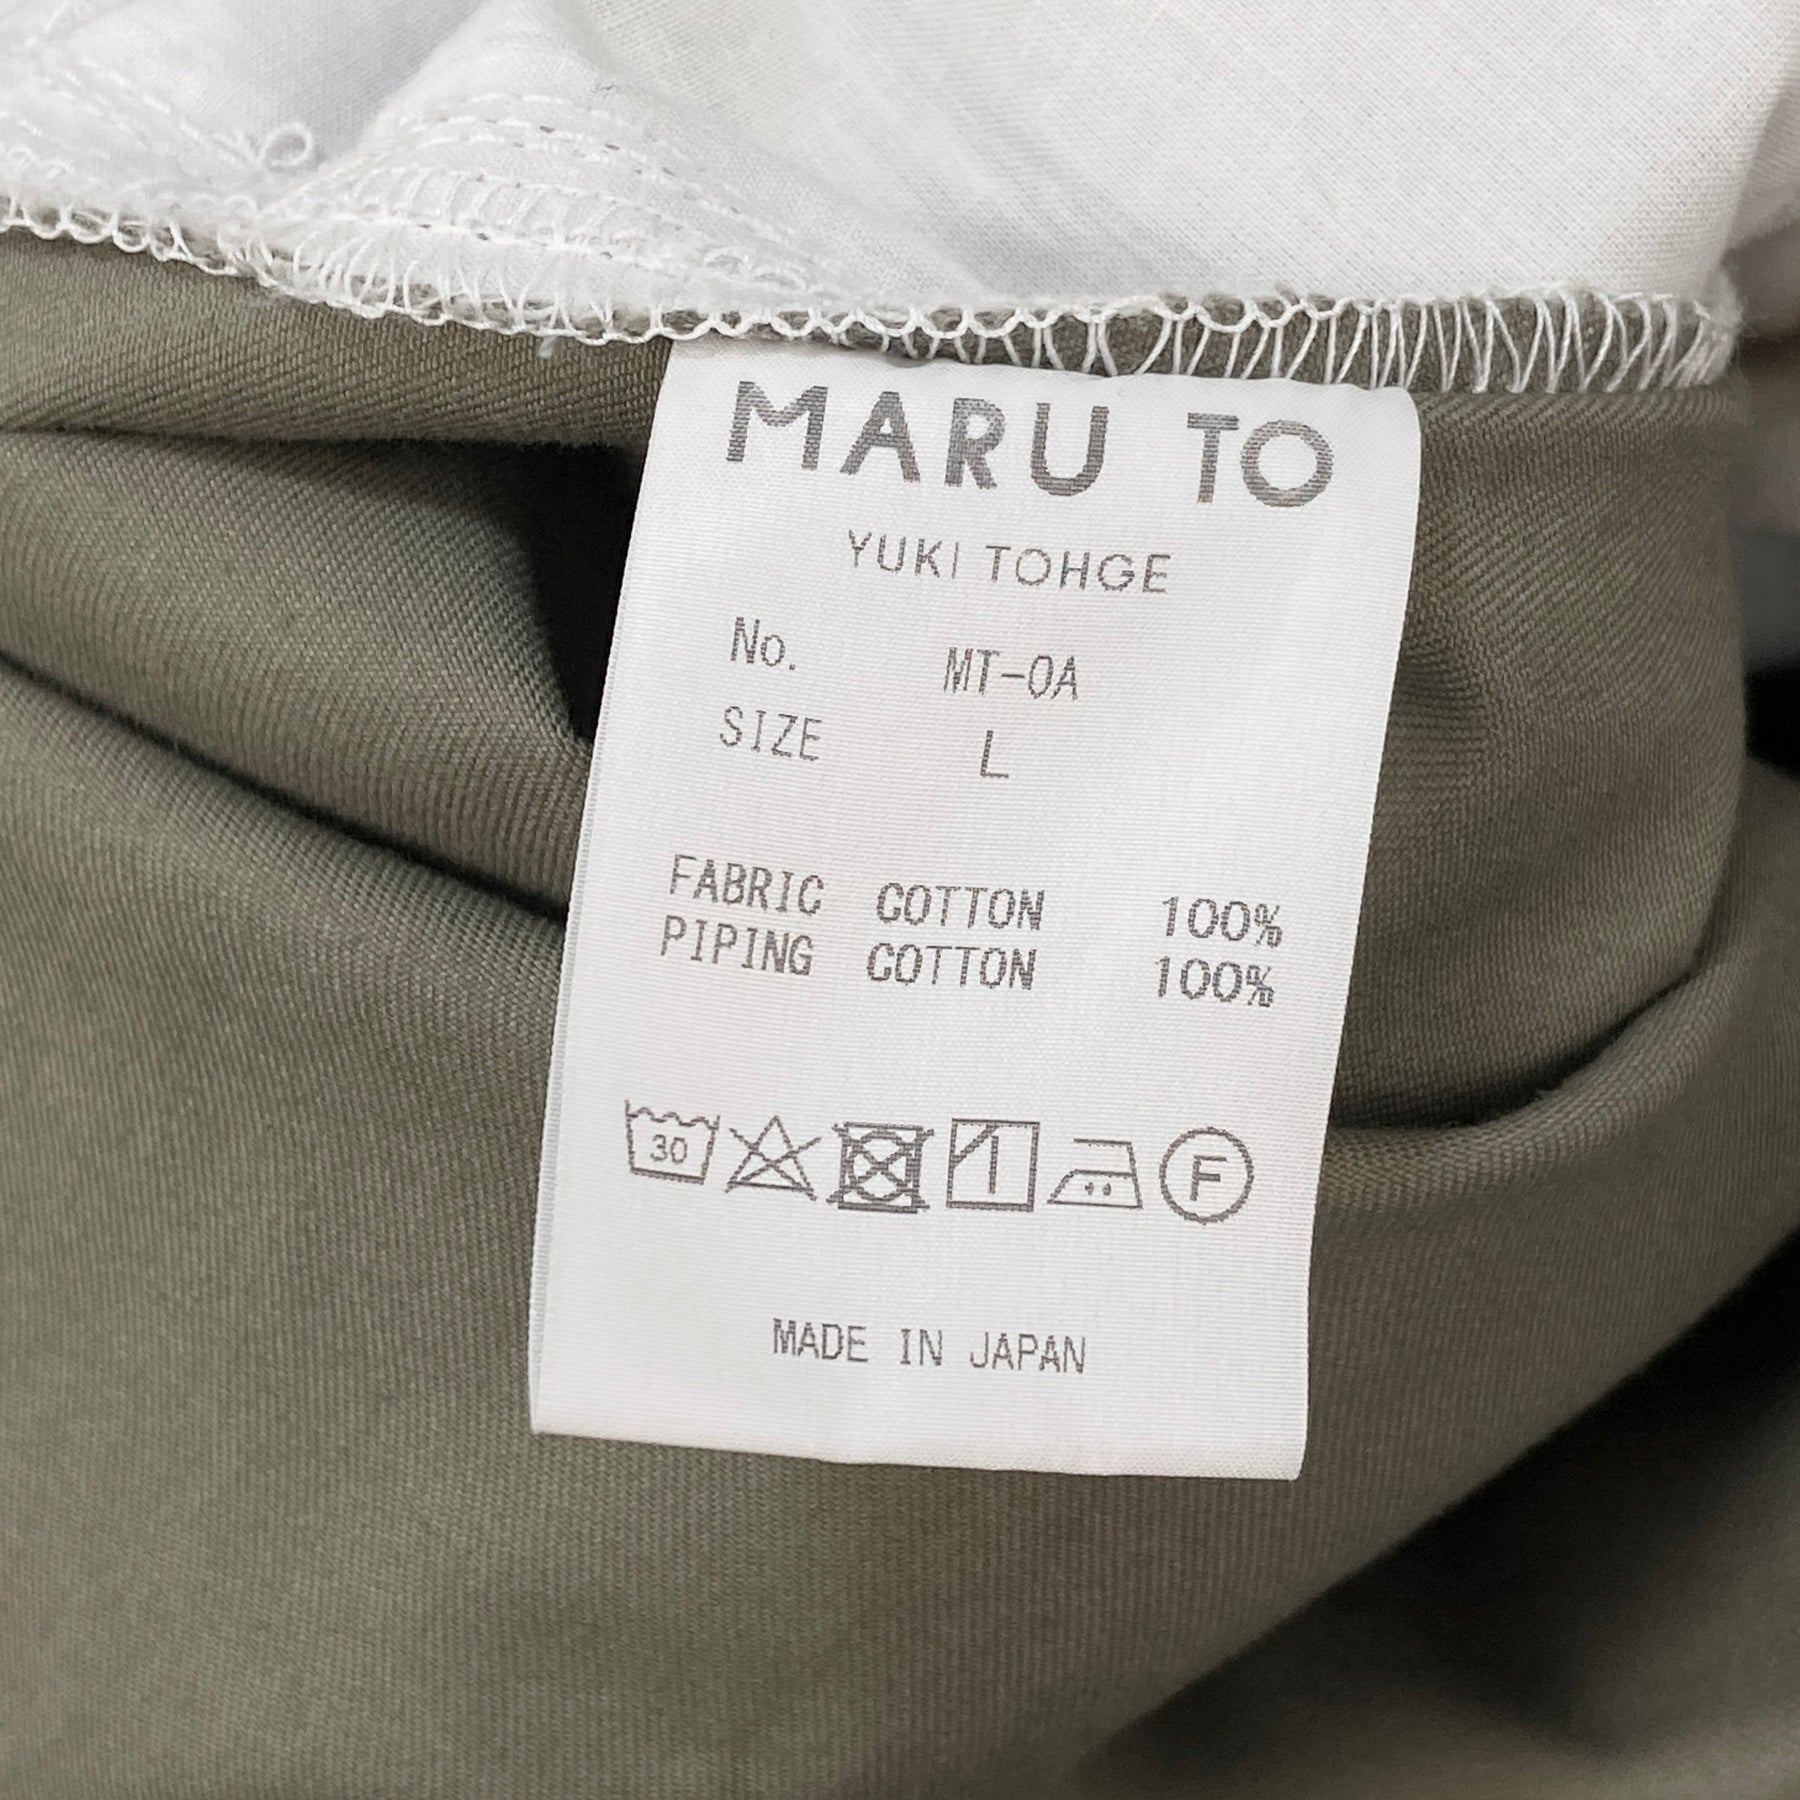 MARU TO
YUKI TOHGE
No. MT-0A
SIZE L
FABRIC COTTON 100%
PIPING COTTON 100%
30
F
MADE IN JAPAN